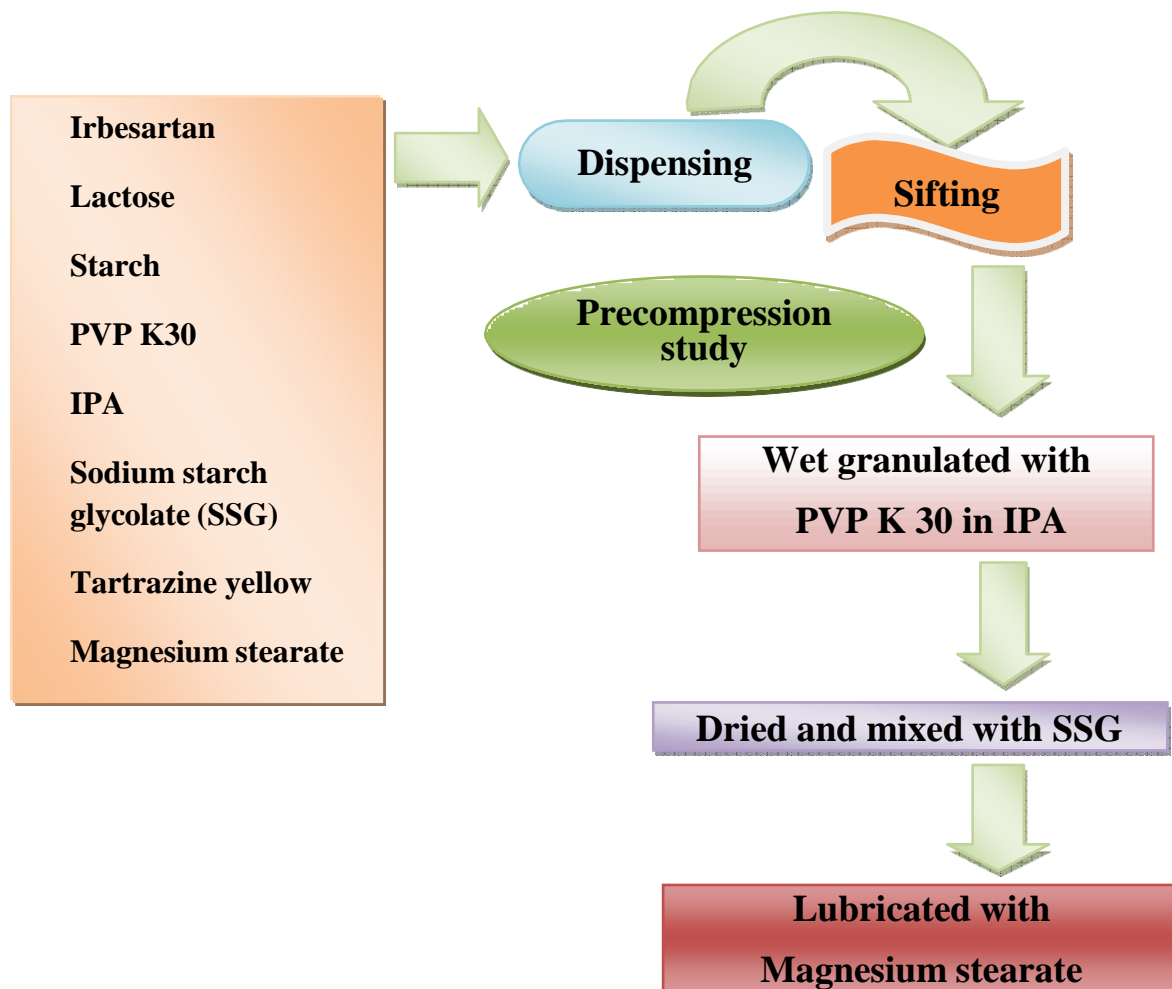 Irbesartan
Lactose
Starch
PVP K30
IPA
Sodium starch
glycolate (SSG)
Tartrazine yellow
Magnesium stearate
Dispensing
Sifting
Precompression
study
Wet granulated with
PVP K 30 in IPA
Dried and mixed with SSG
Lubricated with
Magnesium stearate